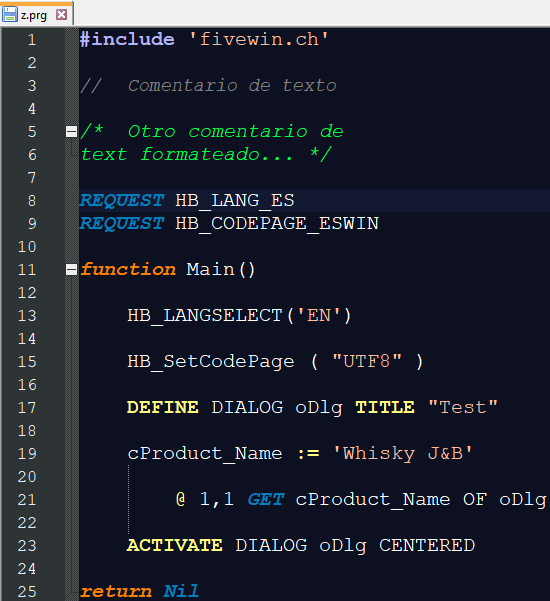 z.prg
1 #include 'fivewin.ch'
2
3 // Comentario de texto
4
5 /* Otro comentario de
6 text formateado... */
7
8 REQUEST HB_LANG_ES
9 REQUEST HB_CODEPAGE_ESWIN
10
11 function Main()
12
13 HB_LANGSELECT('EN')
14
15 HB_SetCodePage ( "UTF8" )
16
17 DEFINE DIALOG oDlg TITLE "Test"
18
19 cProduct_Name := 'Whisky J&B'
20
21 @ 1,1 GET cProduct_Name OF oDlg
22
23 ACTIVATE DIALOG oDlg CENTERED
24
25 return Nil